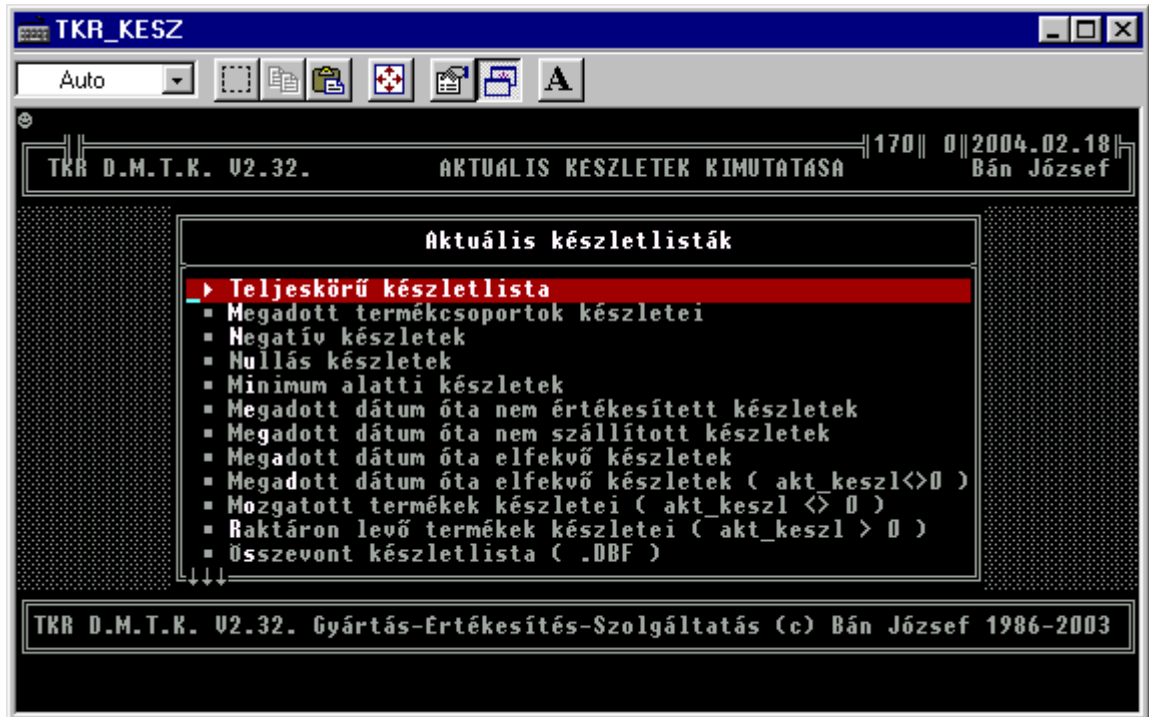 TKR_KESZ
Auto
A
170 0 2004.02.18
TKR D.M.T.K. V2.32. AKTUáLIS KéSZLETEK KIMUTATáSA Bán József
Aktuális készletlisták
Teljeskörű készletlista
Megadott termékcsoportok készletei
Negatív készletek
Nullás készletek
Minimum alatti készletek
Megadott dátum óta nem értékesített készletek
Megadott dátum óta nem szállított készletek
Megadott dátum óta elfekvő készletek
Megadott dátum óta elfekvő készletek ( akt_keszl<>0 )
Mozgatott termékek készletei ( akt_keszl <> 0 )
Raktáron levő termékek készletei ( akt_keszl > 0 )
Összevont készletlista ( .DBF )
↓↓↓
TKR D.M.T.K. V2.32. Gyártás-Értékesítés-Szolgáltatás (c) Bán József 1986-2003